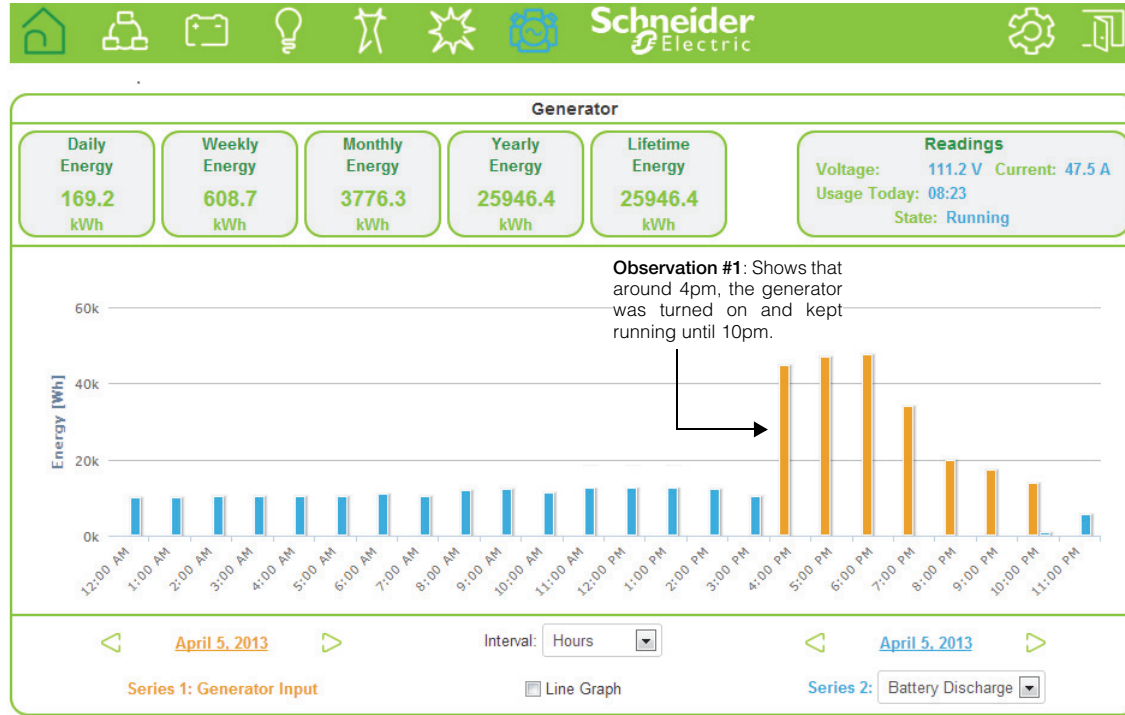 Schneider
Electric
Generator
Daily
Energy
169.2
kWh
Weekly
Energy
608.7
kWh
Monthly
Energy
3776.3
kWh
Yearly
Energy
25946.4
kWh
Lifetime
Energy
25946.4
kWh
Readings
Voltage: 111.2 V Current: 47.5 A
Usage Today: 08:23
State: Running
Observation #1: Shows that
around 4pm, the generator
was turned on and kept
running until 10pm.
Energy [Wh]
60k
40k
20k
0k
12:00 AM
1:00 AM
2:00 AM
3:00 AM
4:00 AM
5:00 AM
6:00 AM
7:00 AM
8:00 AM
9:00 AM
10:00 AM
11:00 AM
12:00 PM
1:00 PM
2:00 PM
3:00 PM
4:00 PM
5:00 PM
6:00 PM
7:00 PM
8:00 PM
9:00 PM
10:00 PM
11:00 PM
April 5, 2013
Interval: Hours
April 5, 2013
Series 1: Generator Input
Line Graph
Series 2: Battery Discharge